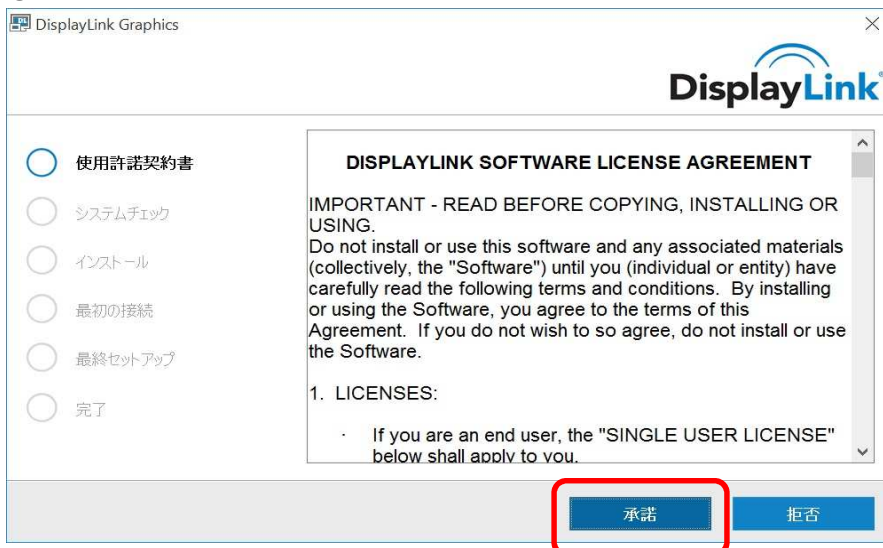 DisplayLink Graphics
DisplayLink
使用許諾契約書
システムチェック
インストール
最初の接続
最終セットアップ
完了
DISPLAYLINK SOFTWARE LICENSE AGREEMENT
IMPORTANT - READ BEFORE COPYING, INSTALLING OR
USING.
Do not install or use this software and any associated materials
(collectively, the "Software") until you (individual or entity) have
carefully read the following terms and conditions.  By installing
or using the Software, you agree to the terms of this
Agreement.  If you do not wish to so agree, do not install or use
the Software.
1.  LICENSES:
· If you are an end user, the "SINGLE USER LICENSE"
below shall apply to you.
承諾
拒否